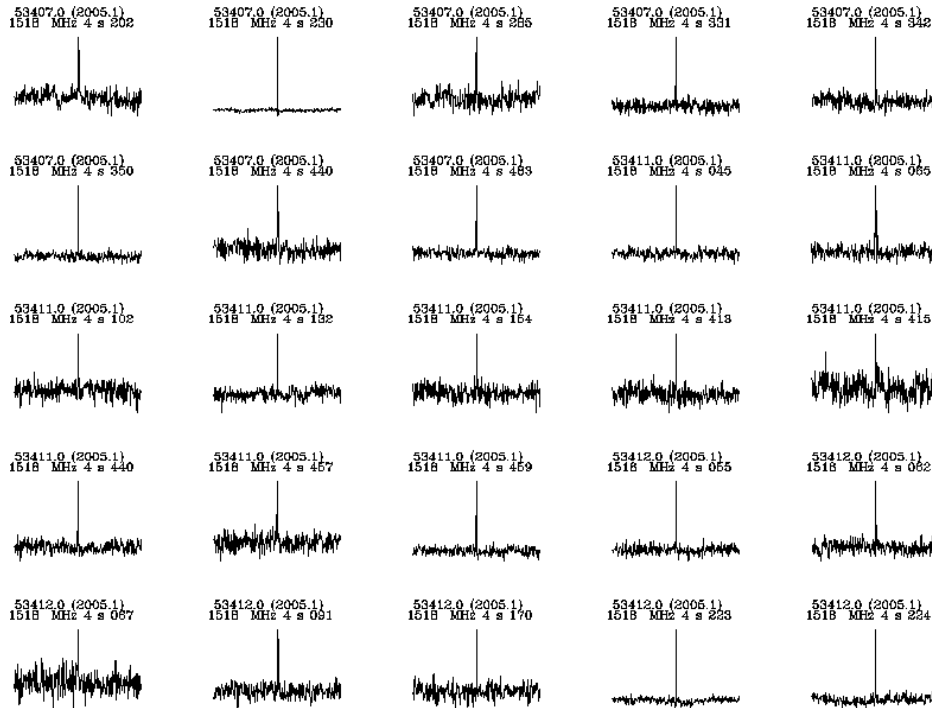 53407.0 (2005.1)
1518 MHz 4 s 202
53407.0 (2005.1)
1518 MHz 4 s 230
53407.0 (2005.1)
1518 MHz 4 s 285
53407.0 (2005.1)
1518 MHz 4 s 331
53407.0 (2005.1)
1518 MHz 4 s 342
53407.0 (2005.1)
1518 MHz 4 s 350
53407.0 (2005.1)
1518 MHz 4 s 440
53407.0 (2005.1)
1518 MHz 4 s 483
53411.0 (2005.1)
1518 MHz 4 s 045
53411.0 (2005.1)
1518 MHz 4 s 065
53411.0 (2005.1)
1518 MHz 4 s 102
53411.0 (2005.1)
1518 MHz 4 s 132
53411.0 (2005.1)
1518 MHz 4 s 154
53411.0 (2005.1)
1518 MHz 4 s 413
53411.0 (2005.1)
1518 MHz 4 s 415
53411.0 (2005.1)
1518 MHz 4 s 440
53411.0 (2005.1)
1518 MHz 4 s 457
53411.0 (2005.1)
1518 MHz 4 s 459
53412.0 (2005.1)
1518 MHz 4 s 055
53412.0 (2005.1)
1518 MHz 4 s 062
53412.0 (2005.1)
1518 MHz 4 s 067
53412.0 (2005.1)
1518 MHz 4 s 091
53412.0 (2005.1)
1518 MHz 4 s 170
53412.0 (2005.1)
1518 MHz 4 s 223
53412.0 (2005.1)
1518 MHz 4 s 224